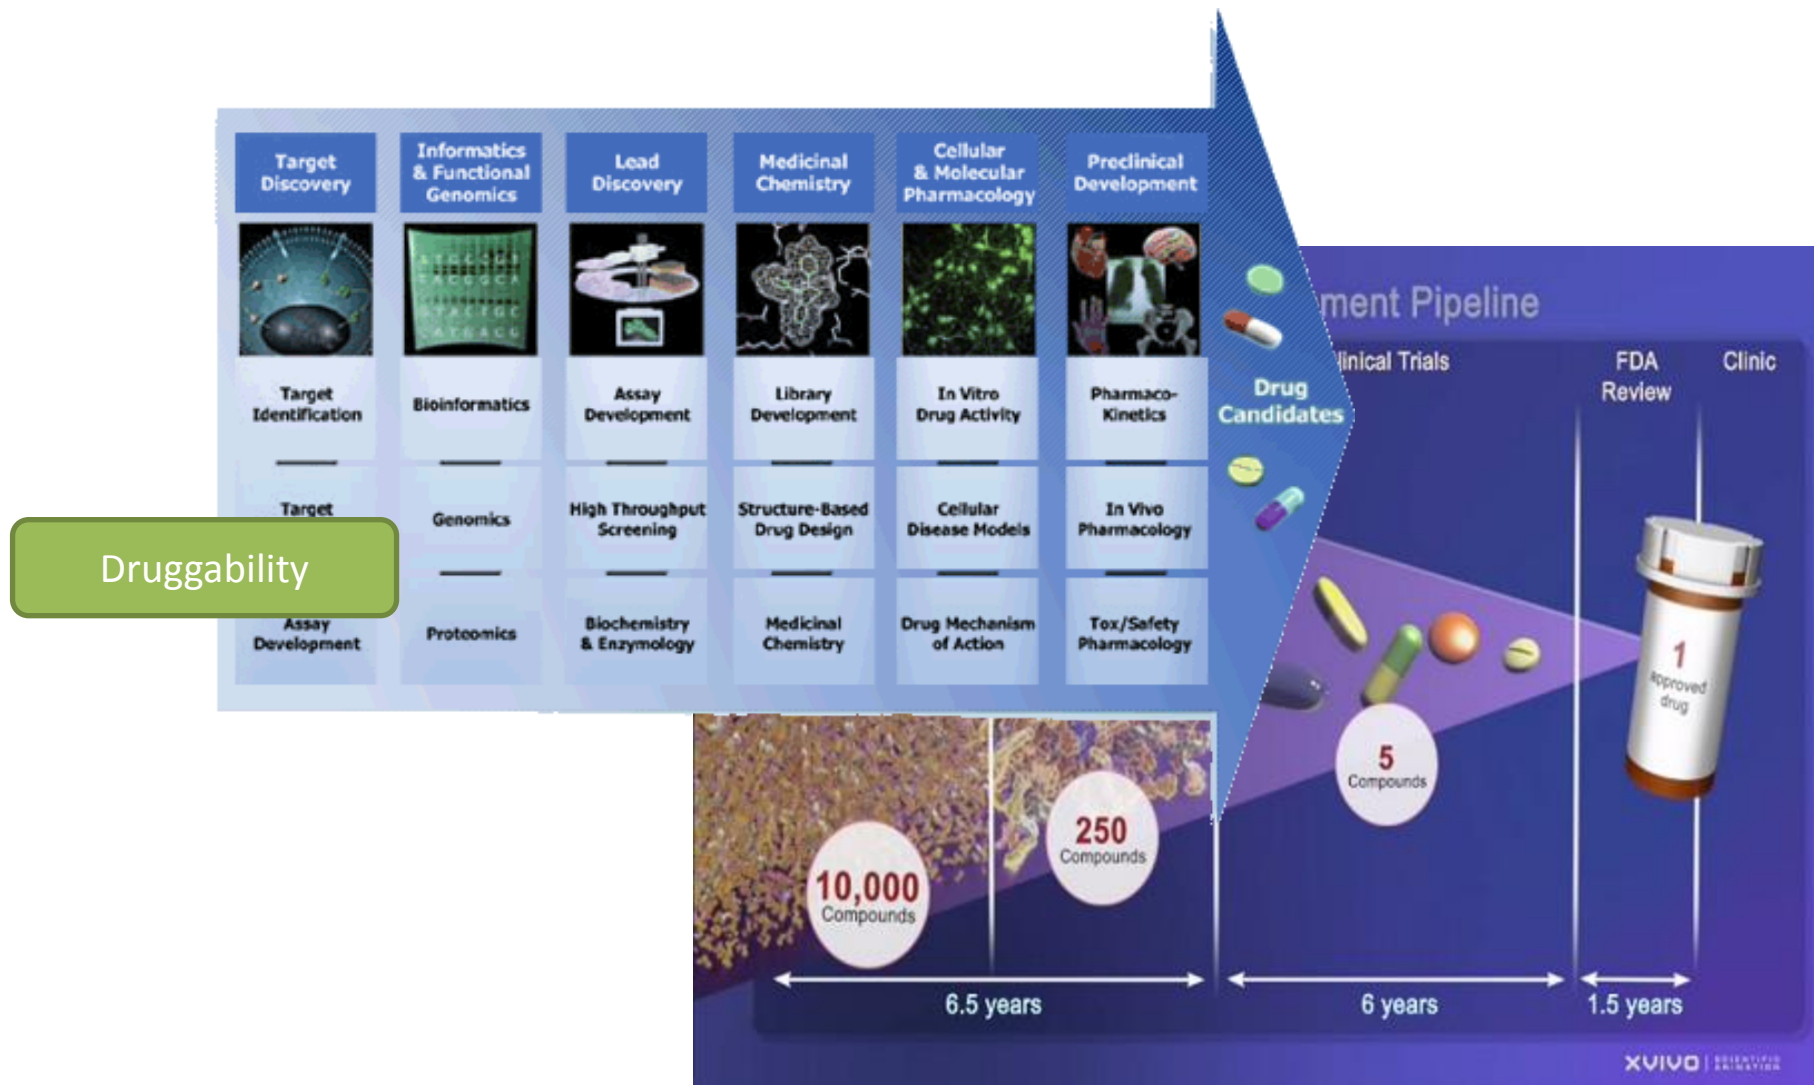 Target
Discovery
Informatics
& Functional
Genomics
Lead
Discovery
Medicinal
Chemistry
Cellular
& Molecular
Pharmacology
Preclinical
Development
Target
Identification
Bioinformatics
Assay
Development
Library
Development
In Vitro
Drug Activity
Pharmaco-
Kinetics
Drug
Candidates
Target
Genomics
High Throughput
Screening
Structure-Based
Drug Design
Cellular
Disease Models
In Vivo
Pharmacology
Druggability
Assay
Development
Proteomics
Biochemistry
& Enzymology
Medicinal
Chemistry
Drug Mechanism
of Action
Tox/Safety
Pharmacology
ment Pipeline
linical Trials
FDA
Review
Clinic
1
approved
drug
5
Compounds
250
Compounds
10,000
Compounds
6.5 years
6 years
1.5 years
XVIVO SCIENTIFIC
ANIMATION